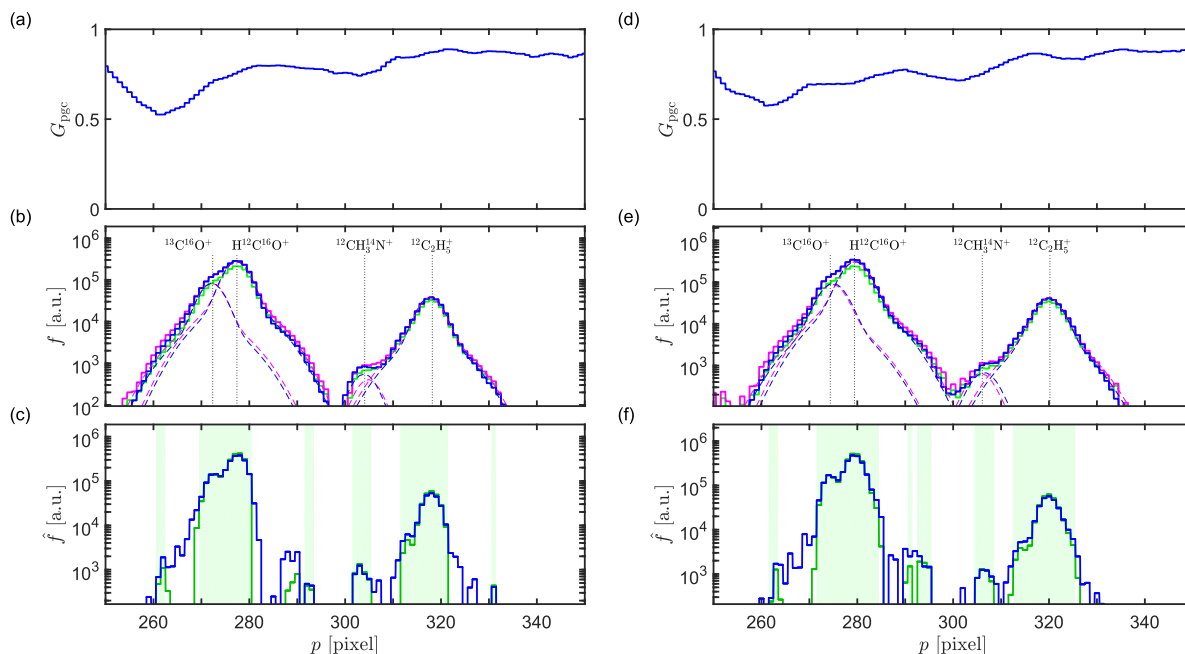 (a)
1
0.5
0
G_pgc
(b)
10^6
10^5
10^4
10^3
10^2
f [a.u.]
^13C^16O^+
H^12C^16O^+
^12CH_3^14N^+
^12C_2H_5^+
(c)
10^6
10^5
10^4
10^3
f̂ [a.u.]
260
280
300
320
340
p [pixel]
(d)
1
0.5
0
G_pgc
(e)
10^6
10^5
10^4
10^3
f [a.u.]
^13C^16O^+
H^12C^16O^+
^12CH_3^14N^+
^12C_2H_5^+
(f)
10^6
10^5
10^4
10^3
f̂ [a.u.]
260
280
300
320
340
p [pixel]